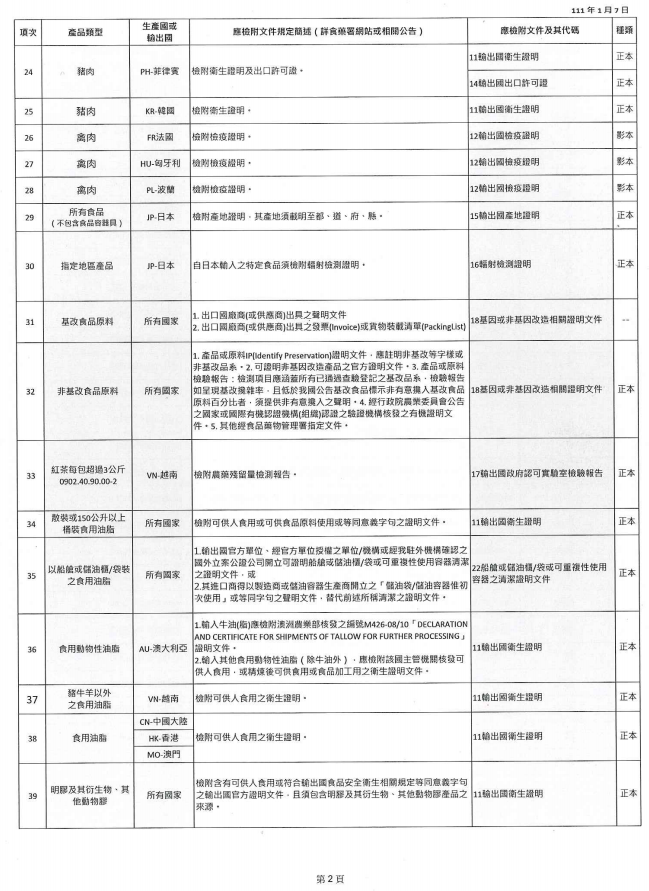 111 年 1 月 7 日
項次 產品類型 生產國或輸出國 應檢附文件規定簡述（詳食藥署網站或相關公告） 應檢附文件及其代碼 種類
24 豬肉 PH-菲律賓 檢附衛生證明及出口許可證。 11輸出國衛生證明 正本
14輸出國出口許可證 正本
25 豬肉 KR-韓國 檢附衛生證明。 11輸出國衛生證明 正本
26 禽肉 FR法國 檢附檢疫證明。 12輸出國檢疫證明 影本
27 禽肉 HU-匈牙利 檢附檢疫證明。 12輸出國檢疫證明 影本
28 禽肉 PL-波蘭 檢附檢疫證明。 12輸出國檢疫證明 影本
29 所有食品
（不包含食品容器具） JP-日本 檢附產地證明，其產地須載明至都、道、府、縣。 15輸出國產地證明 正本
30 指定地區產品 JP-日本 自日本輸入之特定食品須檢附輻射檢測證明。 16輻射檢測證明 正本
31 基改食品原料 所有國家 1. 出口國廠商(或供應商)出具之聲明文件
2. 出口國廠商(或供應商)出具之發票(Invoice)或貨物裝載清單(PackingList) 18基因或非基因改造相關證明文件 --
32 非基改食品原料 所有國家 1. 產品或原料IP(Identify Preservation)證明文件，應註明非基改等字樣或
非基改品系。2. 可證明非基因改造產品之官方證明文件。3. 產品或原料
檢驗報告：檢測項目應涵蓋所有已通過查驗登記之基改品系，檢驗報告
如呈現基改攙雜率，且低於我國公告基改食品標示非有意攙入基改食品
原料百分比者，須提供非有意攙入之聲明。4. 經行政院農業委員會公告
之國家或國際有機認證機構(組織)認證之驗證機構核發之有機證明文
件。5. 其他經食品藥物管理署指定文件。 18基因或非基因改造相關證明文件 正本
33 紅茶每包超過3公斤
0902.40.90.00-2 VN-越南 檢附農藥殘留量檢測報告。 17輸出國政府認可實驗室檢驗報告 正本
34 散裝或150公升以上
桶裝食用油脂 所有國家 檢附可供人食用或可供食品原料使用或等同意義字句之證明文件。 11輸出國衛生證明 正本
35 以船艙或儲油櫃/袋裝
之食用油脂 所有國家 1.輸出國官方單位、經官方單位授權之單位/機構或經我駐外機構確認之
國外立案公證公司開立可證明船艙或儲油櫃/袋或可重複性使用容器清潔
之證明文件，或
2.其進口商得以製造商或儲油容器生產商開立之「儲油袋/儲油容器惟初
次使用」或等同字句之聲明文件，替代前述所稱清潔之證明文件。 22船艙或儲油櫃/袋或可重複性使用
容器之清潔證明文件 正本
36 食用動物性油脂 AU-澳大利亞 1.輸入牛油(脂)應檢附澳洲農業部核發之編號M426-08/10「DECLARATION
AND CERTIFICATE FOR SHIPMENTS OF TALLOW FOR FURTHER PROCESSING」
證明文件。
2.輸入其他食用動物性油脂（除牛油外），應檢附該國主管機關核發可
供人食用，或精煉後可供食用或食品加工用之衛生證明文件。 11輸出國衛生證明 正本
37 豬牛羊以外
之食用油脂 VN-越南 檢附可供人食用之衛生證明。 11輸出國衛生證明 正本
38 食用油脂 CN-中國大陸
HK-香港
MO-澳門 檢附可供人食用之衛生證明。 11輸出國衛生證明 正本
39 明膠及其衍生物、其
他動物膠 所有國家 檢附含有可供人食用或符合輸出國食品安全衛生相關規定等同意義字句
之輸出國官方證明文件，且須包含明膠及其衍生物、其他動物膠產品之
來源。 11輸出國衛生證明 正本
第 2 頁